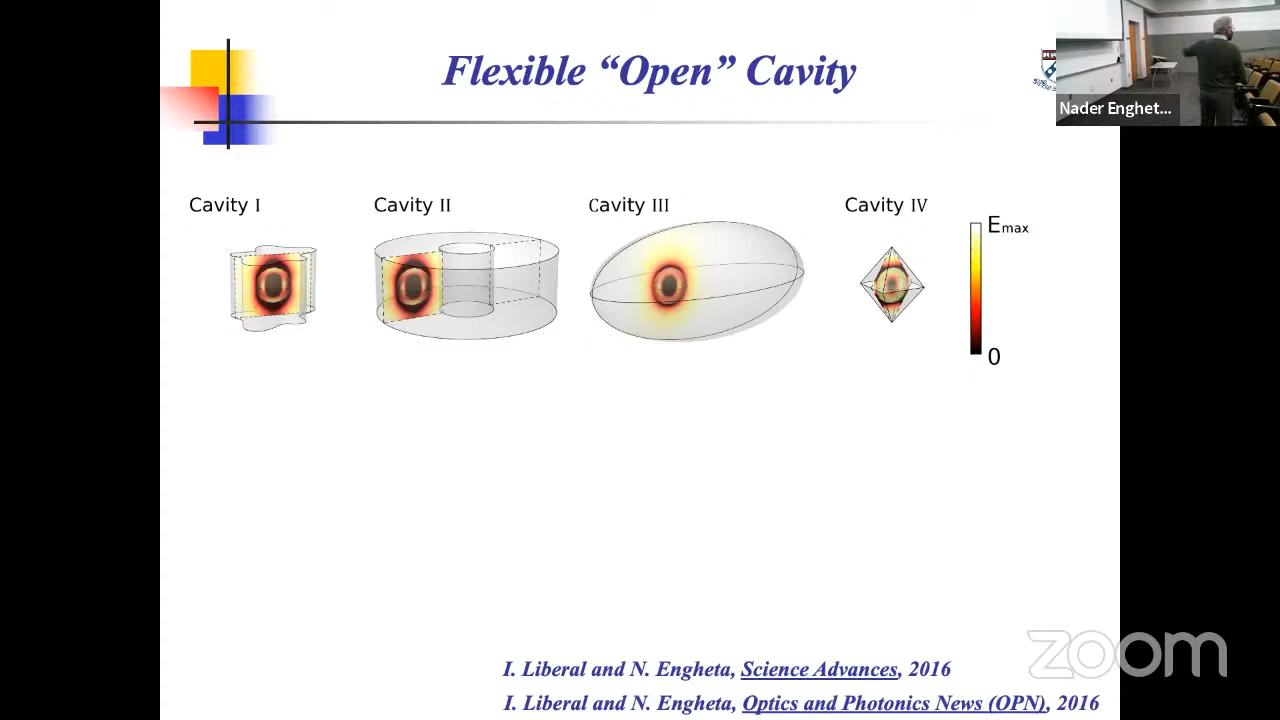 Flexible “Open” Cavity
Nader Enghet...
Cavity I
Cavity II
Cavity III
Cavity IV
Emax
0
I. Liberal and N. Engheta, Science Advances, 2016
I. Liberal and N. Engheta, Optics and Photonics News (OPN), 2016
zoom